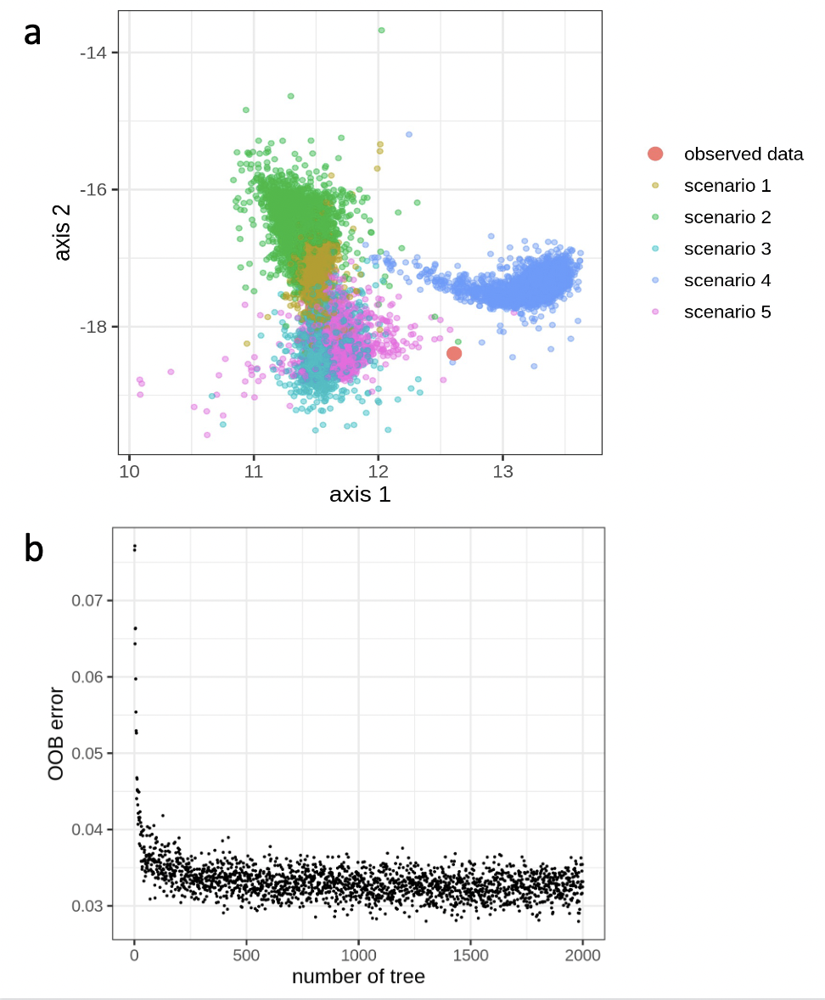 a
-14
-16
-18
axis 2
10
11
12
13
axis 1
observed data
scenario 1
scenario 2
scenario 3
scenario 4
scenario 5
b
0.07
0.06
0.05
0.04
0.03
OOB error
0
500
1000
1500
2000
number of tree